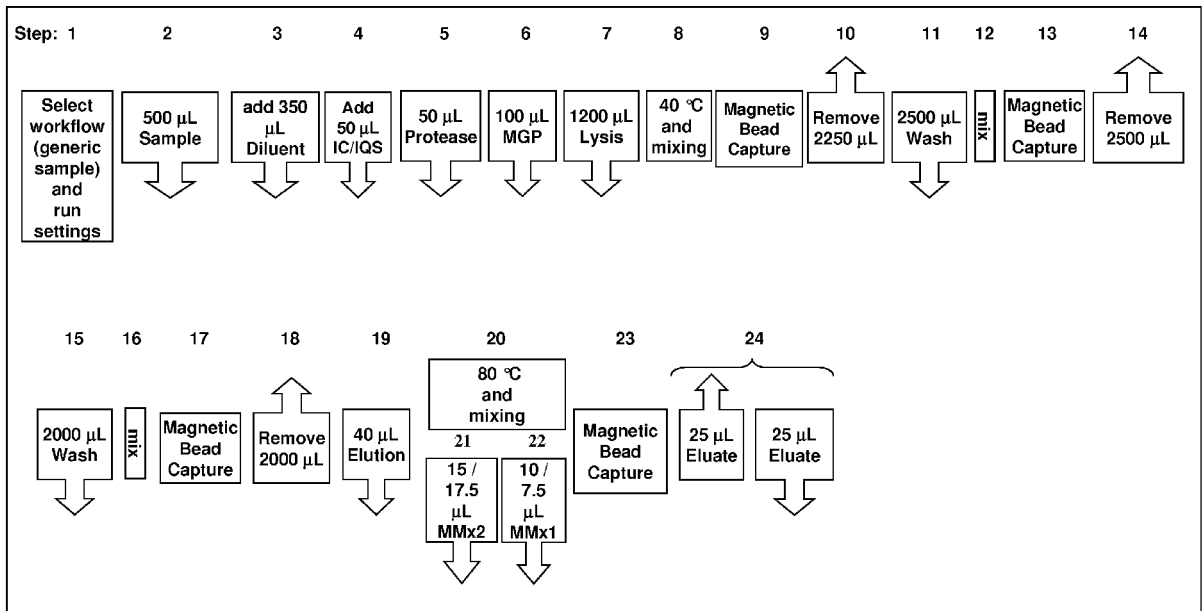 Step: 1 2 3 4 5 6 7 8 9 10 11 12 13 14
Select
workflow
(generic
sample)
and
run
settings
500 µL
Sample
add 350
µL
Diluent
Add
50 µL
IC/IQS
50 µL
Protease
100 µL
MGP
1200 µL
Lysis
40 °C
and
mixing
Magnetic
Bead
Capture
Remove
2250 µL
2500 µL
Wash
mix
Magnetic
Bead
Capture
Remove
2500 µL
15 16 17 18 19 20 23 24
2000 µL
Wash
mix
Magnetic
Bead
Capture
Remove
2000 µL
40 µL
Elution
80 °C
and
mixing
21
15 /
17.5
µL
MMx2
22
10 /
7.5
µL
MMx1
Magnetic
Bead
Capture
25 µL
Eluate
25 µL
Eluate